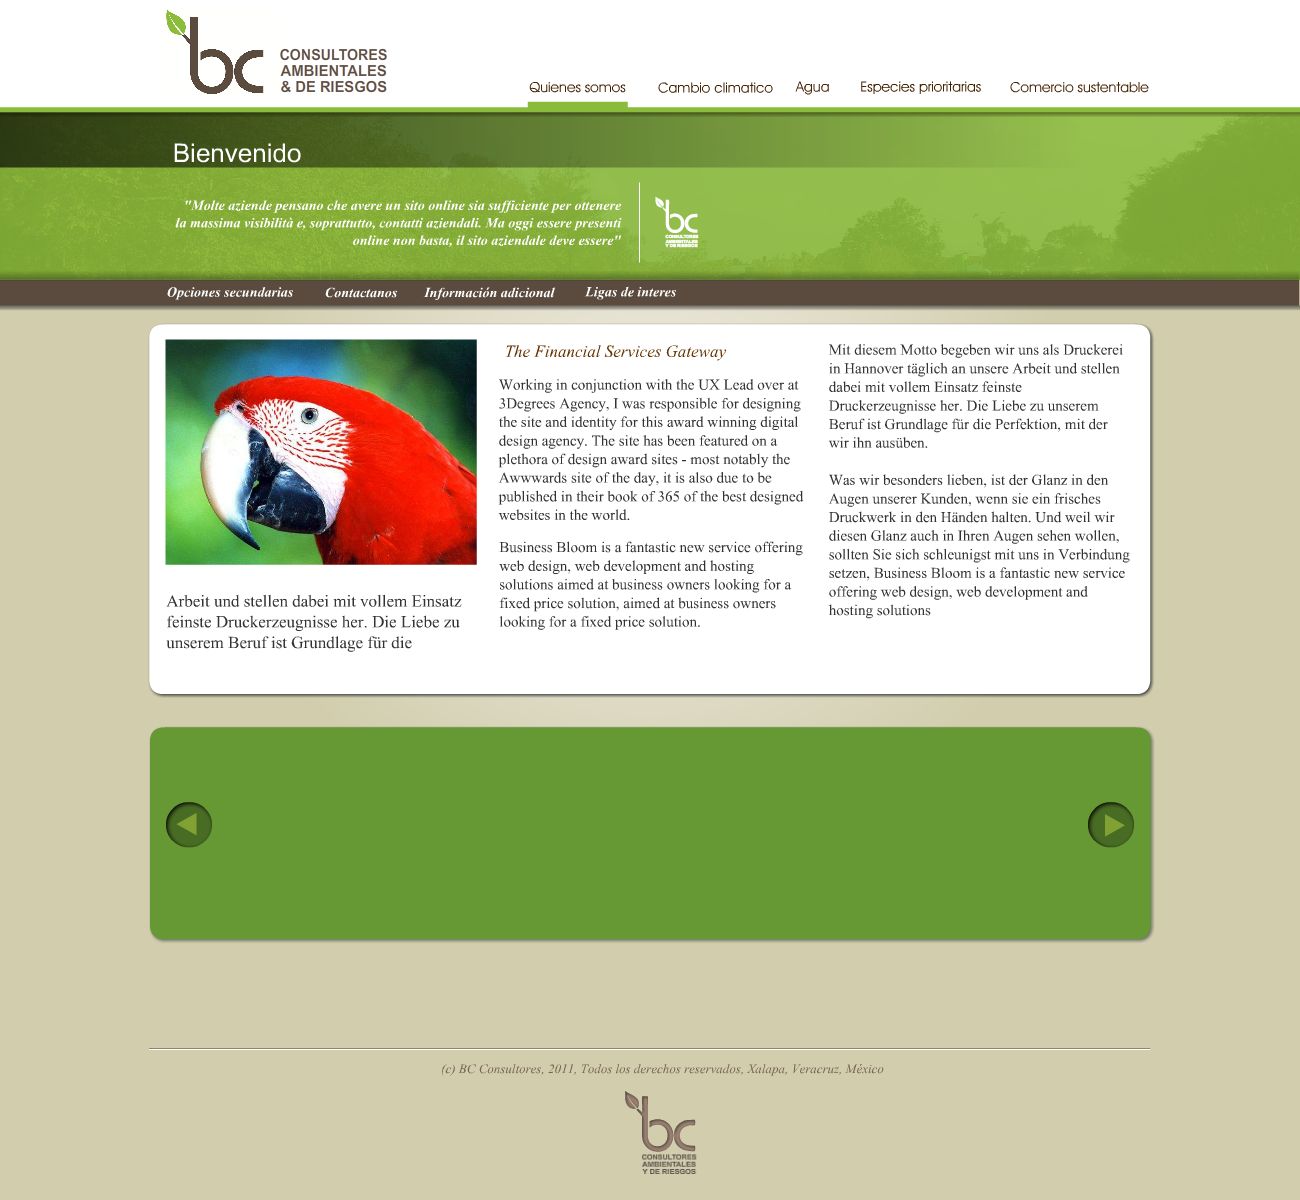 bc
CONSULTORES
AMBIENTALES
& DE RIESGOS
Quienes somos Cambio climatico Agua Especies prioritarias Comercio sustentable
Bienvenido
"Molte aziende pensano che avere un sito online sia sufficiente per ottenere
la massima visibilità e, soprattutto, contatti aziendali. Ma oggi essere presenti
online non basta, il sito aziendale deve essere"
bc
CONSULTORES
AMBIENTALES
Y DE RIESGOS
Opciones secundarias Contactanos Información adicional Ligas de interes
Arbeit und stellen dabei mit vollem Einsatz
feinste Druckerzeugnisse her. Die Liebe zu
unserem Beruf ist Grundlage für die
The Financial Services Gateway
Working in conjunction with the UX Lead over at
3Degrees Agency, I was responsible for designing
the site and identity for this award winning digital
design agency. The site has been featured on a
plethora of design award sites - most notably the
Awwwards site of the day, it is also due to be
published in their book of 365 of the best designed
websites in the world.
Business Bloom is a fantastic new service offering
web design, web development and hosting
solutions aimed at business owners looking for a
fixed price solution, aimed at business owners
looking for a fixed price solution.
Mit diesem Motto begeben wir uns als Druckerei
in Hannover täglich an unsere Arbeit und stellen
dabei mit vollem Einsatz feinste
Druckerzeugnisse her. Die Liebe zu unserem
Beruf ist Grundlage für die Perfektion, mit der
wir ihn ausüben.
Was wir besonders lieben, ist der Glanz in den
Augen unserer Kunden, wenn sie ein frisches
Druckwerk in den Händen halten. Und weil wir
diesen Glanz auch in Ihren Augen sehen wollen,
sollten Sie sich schleunigst mit uns in Verbindung
setzen, Business Bloom is a fantastic new service
offering web design, web development and
hosting solutions
(c) BC Consultores, 2011, Todos los derechos reservados, Xalapa, Veracruz, México
bc
CONSULTORES
AMBIENTALES
Y DE RIESGOS